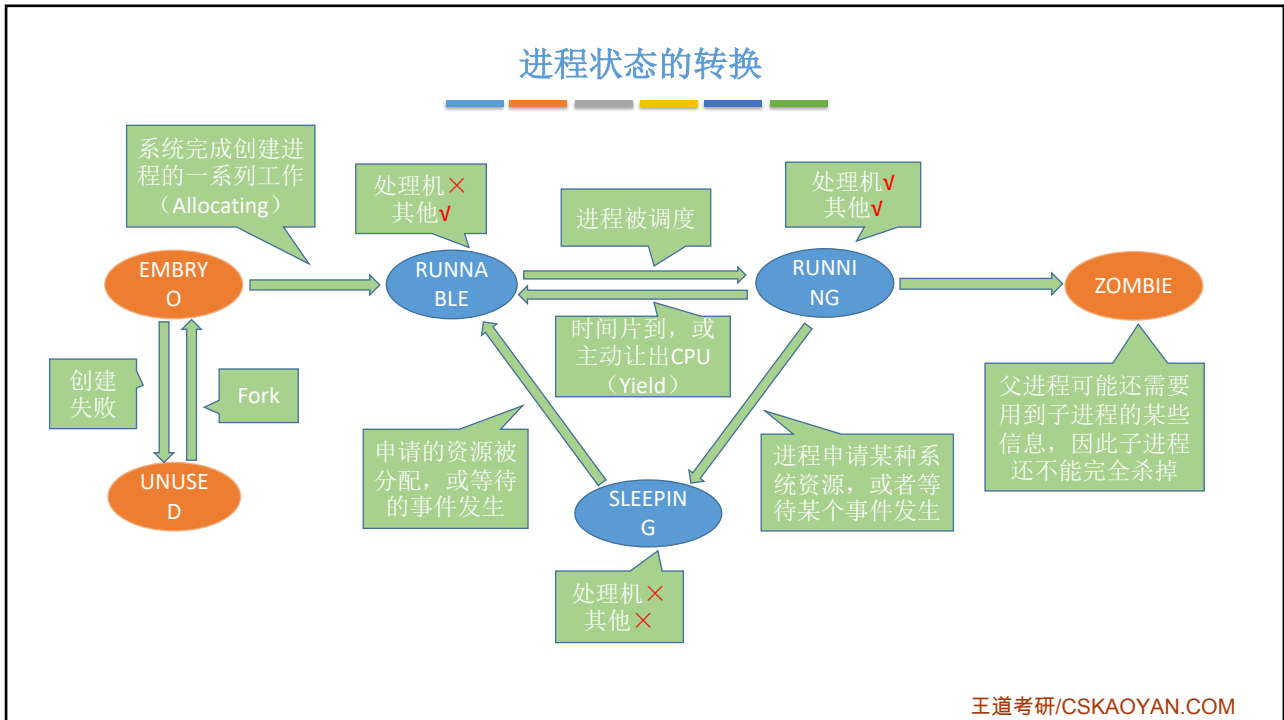 进程状态的转换
系统完成创建进
程的一系列工作
（Allocating）
处理机×
其他√
进程被调度
处理机√
其他√
EMBRY
O
RUNNA
BLE
RUNNI
NG
ZOMBIE
时间片到，或
主动让出CPU
（Yield）
创建
失败
Fork
父进程可能还需要
用到子进程的某些
信息，因此子进程
还不能完全杀掉
申请的资源被
分配，或等待
的事件发生
进程申请某种系
统资源，或者等
待某个事件发生
UNUSE
D
SLEEPIN
G
处理机×
其他×
王道考研/CSKAOYAN.COM